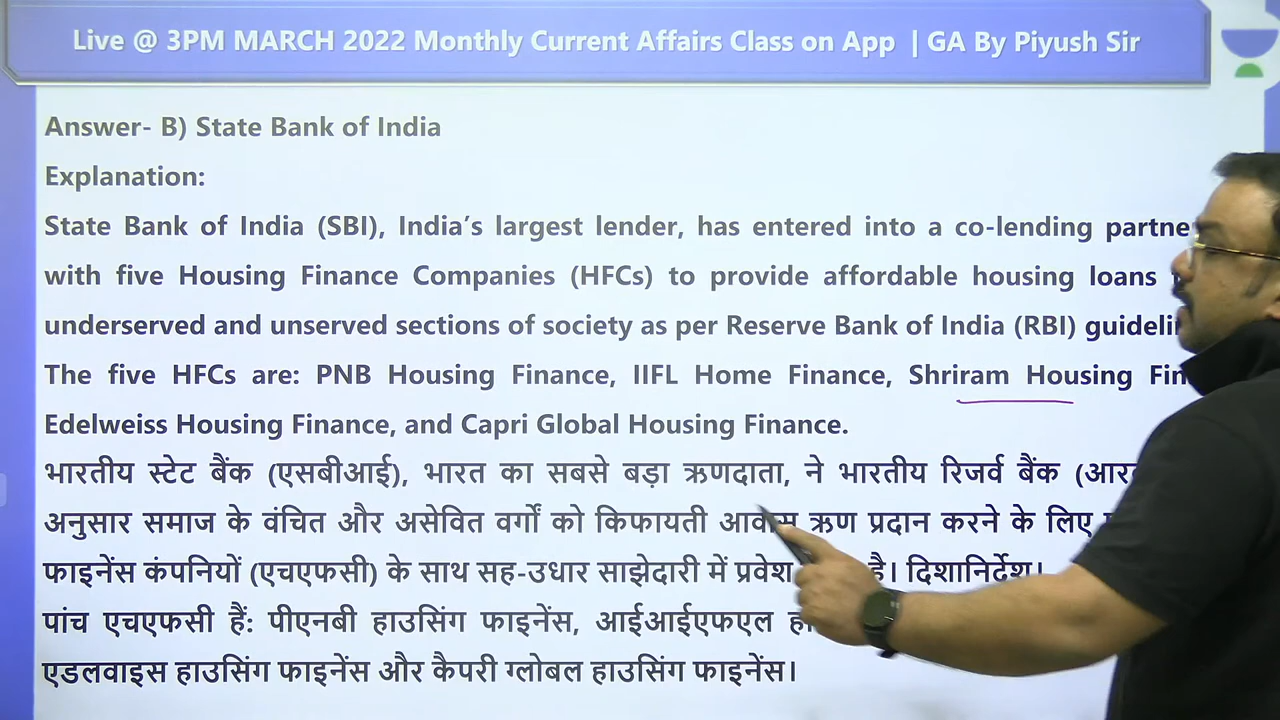 Live @ 3PM MARCH 2022 Monthly Current Affairs Class on App | GA By Piyush Sir
Answer- B) State Bank of India
Explanation:
State Bank of India (SBI), India’s largest lender, has entered into a co-lending
with five Housing Finance Companies (HFCs) to provide affordable housing loans
underserved and unserved sections of society as per Reserve Bank of India (RBI)
The five HFCs are: PNB Housing Finance, IIFL Home Finance, Shriram Housing
Edelweiss Housing Finance, and Capri Global Housing Finance.
भारतीय स्टेट बैंक (एसबीआई), भारत का सबसे बड़ा ऋणदाता, ने भारतीय रिजर्व बैंक
अनुसार समाज के वंचित और असेवित वर्गों को किफायती आवास ऋण प्रदान करने के लिए
फाइनेंस कंपनियों (एचएफसी) के साथ सह-उधार साझेदारी में प्रवेश है। दिशानिर्देश।
पांच एचएफसी हैं: पीएनबी हाउसिंग फाइनेंस, आईआईएफएल
एडलवाइस हाउसिंग फाइनेंस और कैपरी ग्लोबल हाउसिंग फाइनेंस।